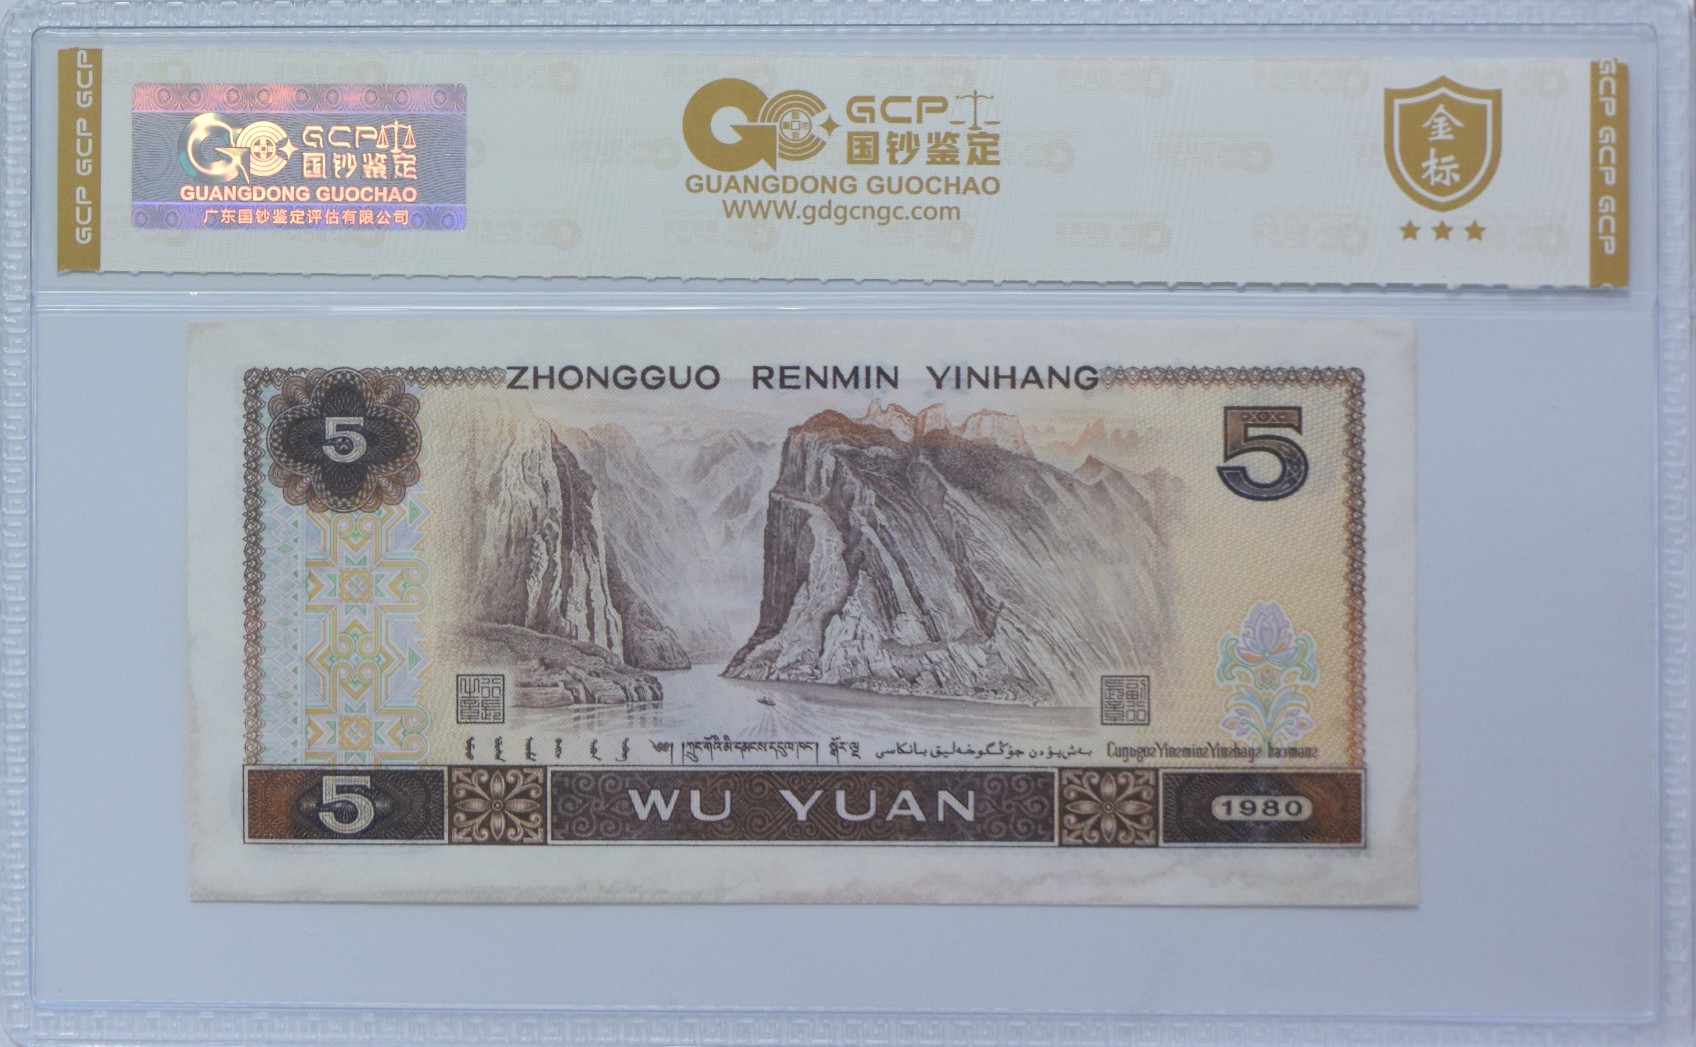 GCP GCP GCP
GCP
国钞鉴定
GUANGDONG GUOCHAO
广东国钞鉴定评估有限公司
GCP
国钞鉴定
GUANGDONG GUOCHAO
WWW.gdgcngc.com
金
标
GCP GCP GCP
ZHONGGUO RENMIN YINHANG
5
5
5 WU YUAN 1980